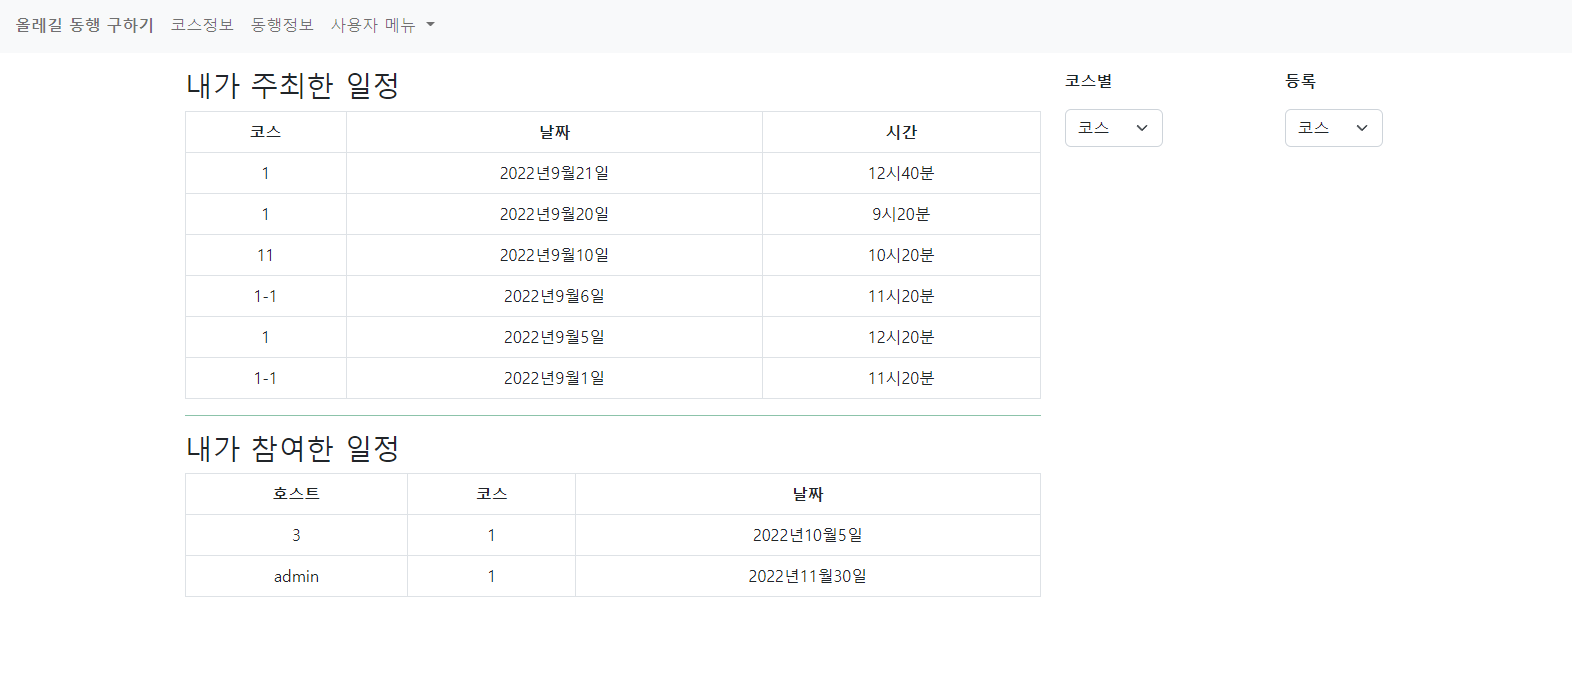 올레길 동행 구하기 코스정보 동행정보 사용자 메뉴
내가 주최한 일정
코스 날짜 시간
1 2022년9월21일 12시40분
1 2022년9월20일 9시20분
11 2022년9월10일 10시20분
1-1 2022년9월6일 11시20분
1 2022년9월5일 12시20분
1-1 2022년9월1일 11시20분
내가 참여한 일정
호스트 코스 날짜
3 1 2022년10월5일
admin 1 2022년11월30일
코스별
코스
등록
코스